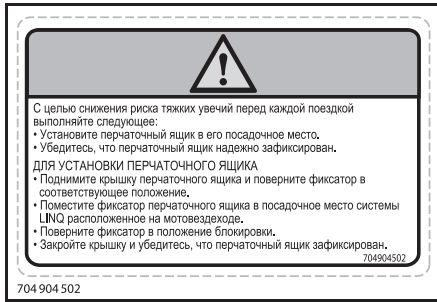 С целью снижения риска тяжких увечий перед каждой поездкой
выполняйте следующее:
• Установите перчаточный ящик в его посадочное место.
• Убедитесь, что перчаточный ящик надежно зафиксирован.
ДЛЯ УСТАНОВКИ ПЕРЧАТОЧНОГО ЯЩИКА
• Поднимите крышку перчаточного ящика и поверните фиксатор в
соответствующее положение.
• Поместите фиксатор перчаточного ящика в посадочное место системы
LINQ расположенное на мотовездеходе.
• Поверните фиксатор в положение блокировки.
• Закройте крышку и убедитесь, что перчаточный ящик зафиксирован.
704904502
704 904 502